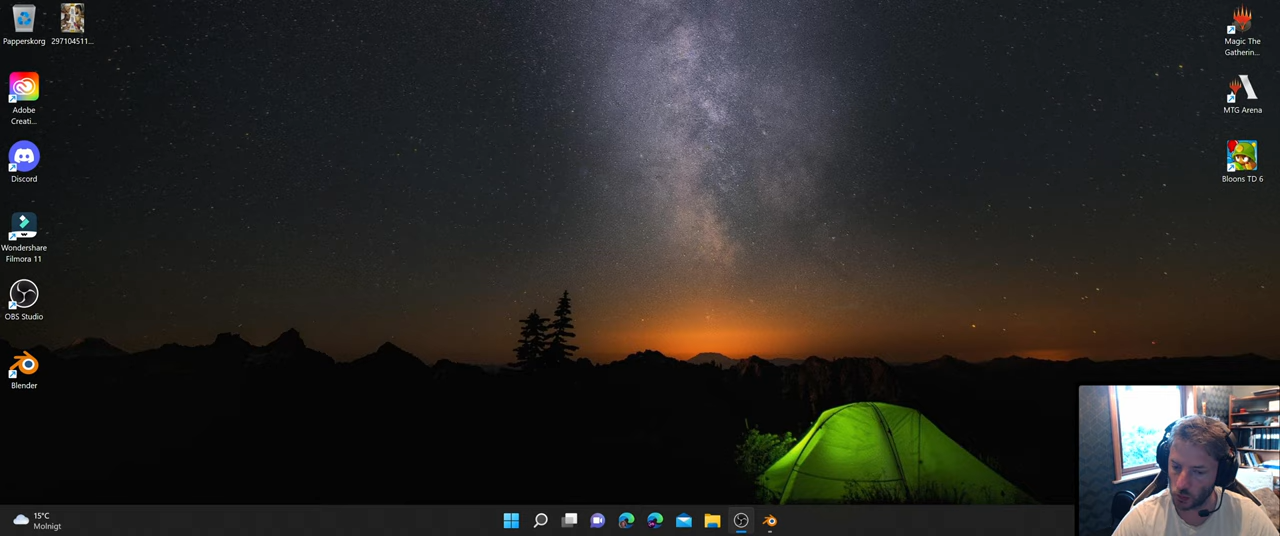 Papperskorg
297104511...
Adobe
Creati...
Discord
Wondershare
Filmora 11
OBS Studio
Blender
Magic The
Gatherin...
MTG Arena
Bloons TD 6
15°C
Molnigt